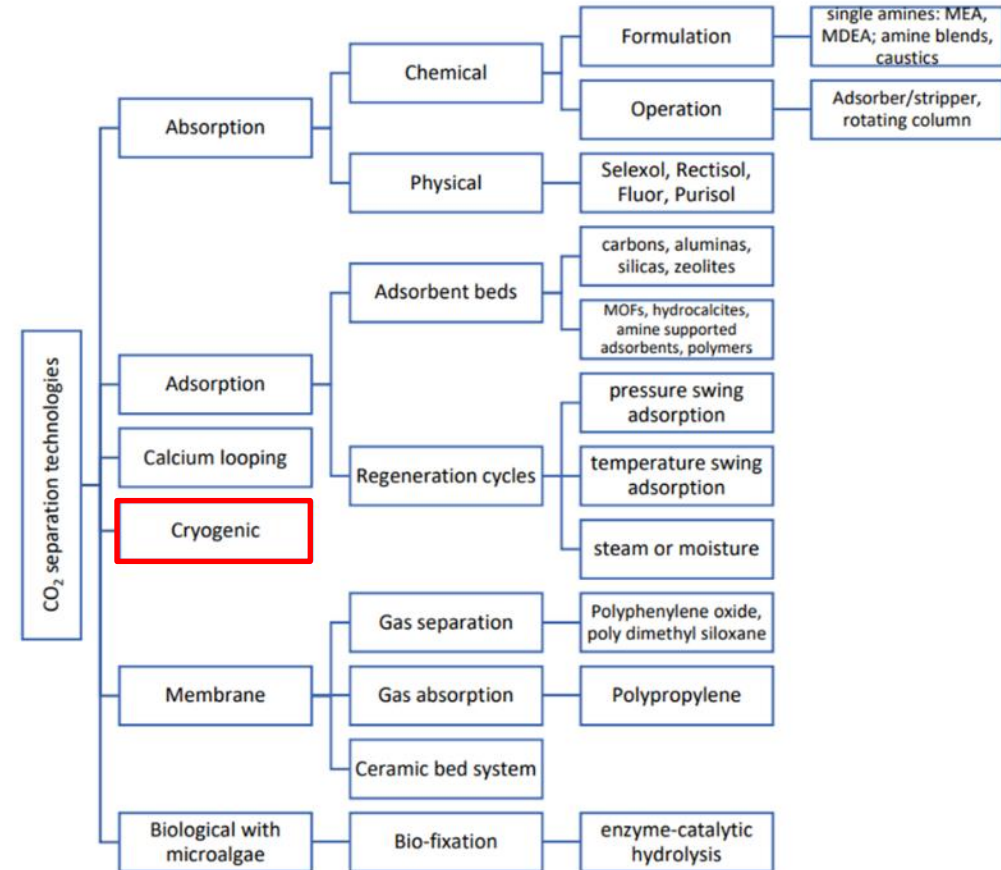 CO₂ separation technologies
Absorption
Chemical
Formulation
single amines: MEA,
MDEA; amine blends,
caustics
Operation
Adsorber/stripper,
rotating column
Physical
Selexol, Rectisol,
Fluor, Purisol
Adsorption
Adsorbent beds
carbons, aluminas,
silicas, zeolites
MOFs, hydrocalcites,
amine supported
adsorbents, polymers
Regeneration cycles
pressure swing
adsorption
temperature swing
adsorption
steam or moisture
Calcium looping
Cryogenic
Membrane
Gas separation
Polyphenylene oxide,
poly dimethyl siloxane
Gas absorption
Polypropylene
Ceramic bed system
Biological with
microalgae
Bio-fixation
enzyme-catalytic
hydrolysis